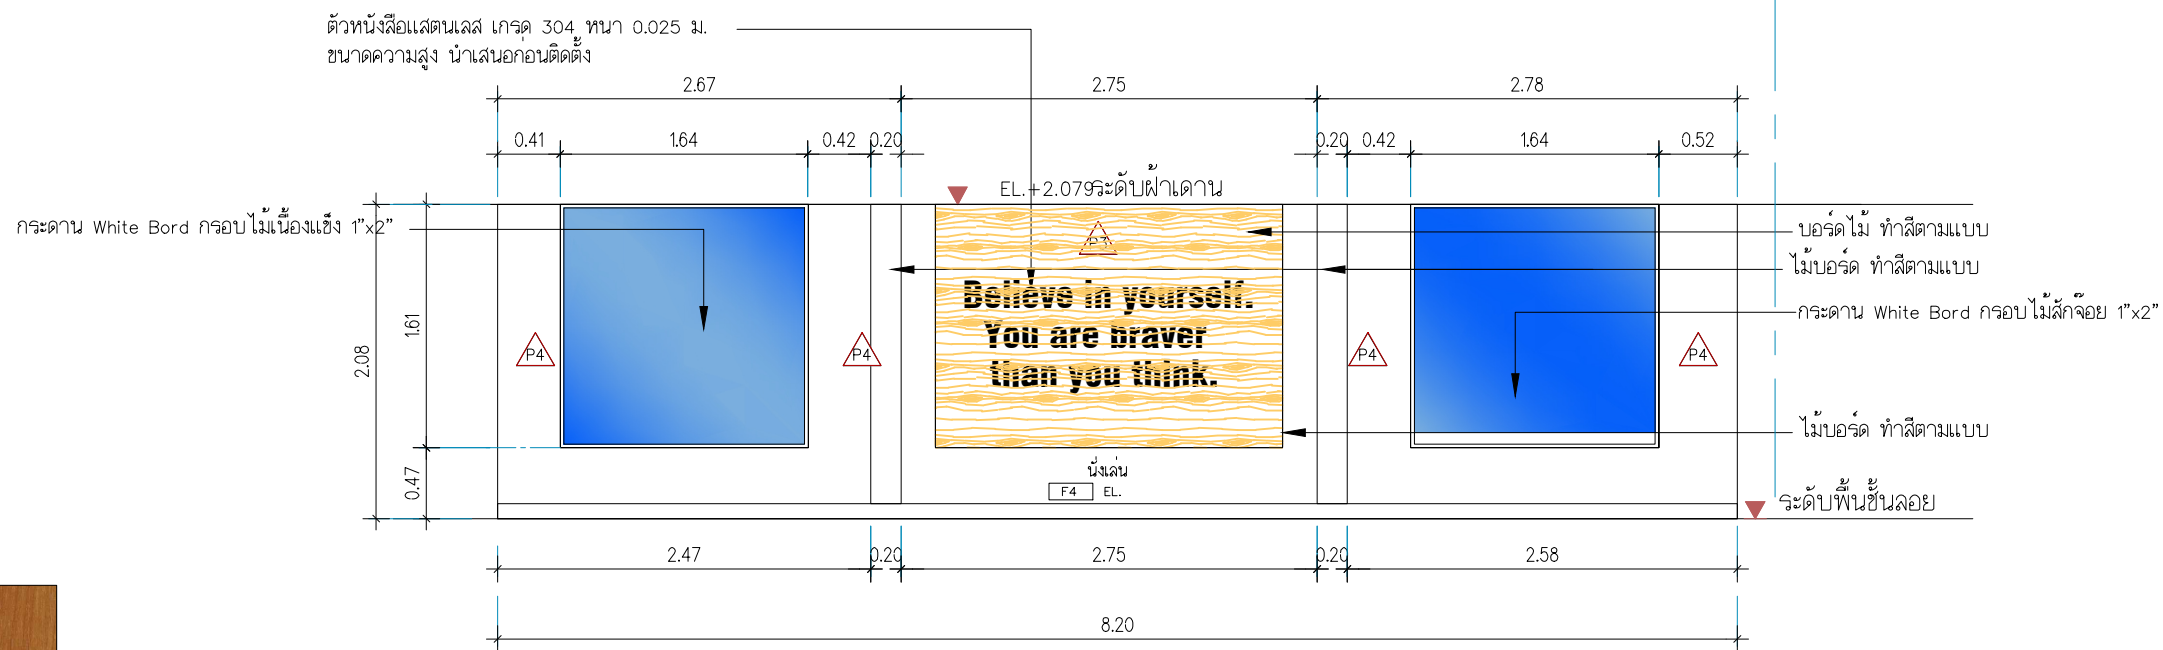 ตัวหนังสือแสตนเลส เกรด 304 หนา 0.025 ม.
ขนาดความสูง นำเสนอก่อนติดตั้ง
2.67 2.75 2.78
0.41 1.64 0.42 0.20 0.20 0.42 1.64 0.52
EL.+2.079 ระดับฝ้าเดาน
กระดาน White Bord กรอบไม้เนื้องแข็ง 1”x2”
P3
บอร์ดไม้ ทำสีตามแบบ
ไม้บอร์ด ทำสีตามแบบ
Believe in yourself.
You are braver
than you think.
กระดาน White Bord กรอบไม้สักจ๊อย 1”x2”
1.61
2.08
P4 P4 P4 P4
ไม้บอร์ด ทำสีตามแบบ
0.47
นั่งเล่น
F4 EL.
ระดับพื้นชั้นลอย
2.47 0.20 2.75 0.20 2.58
8.20